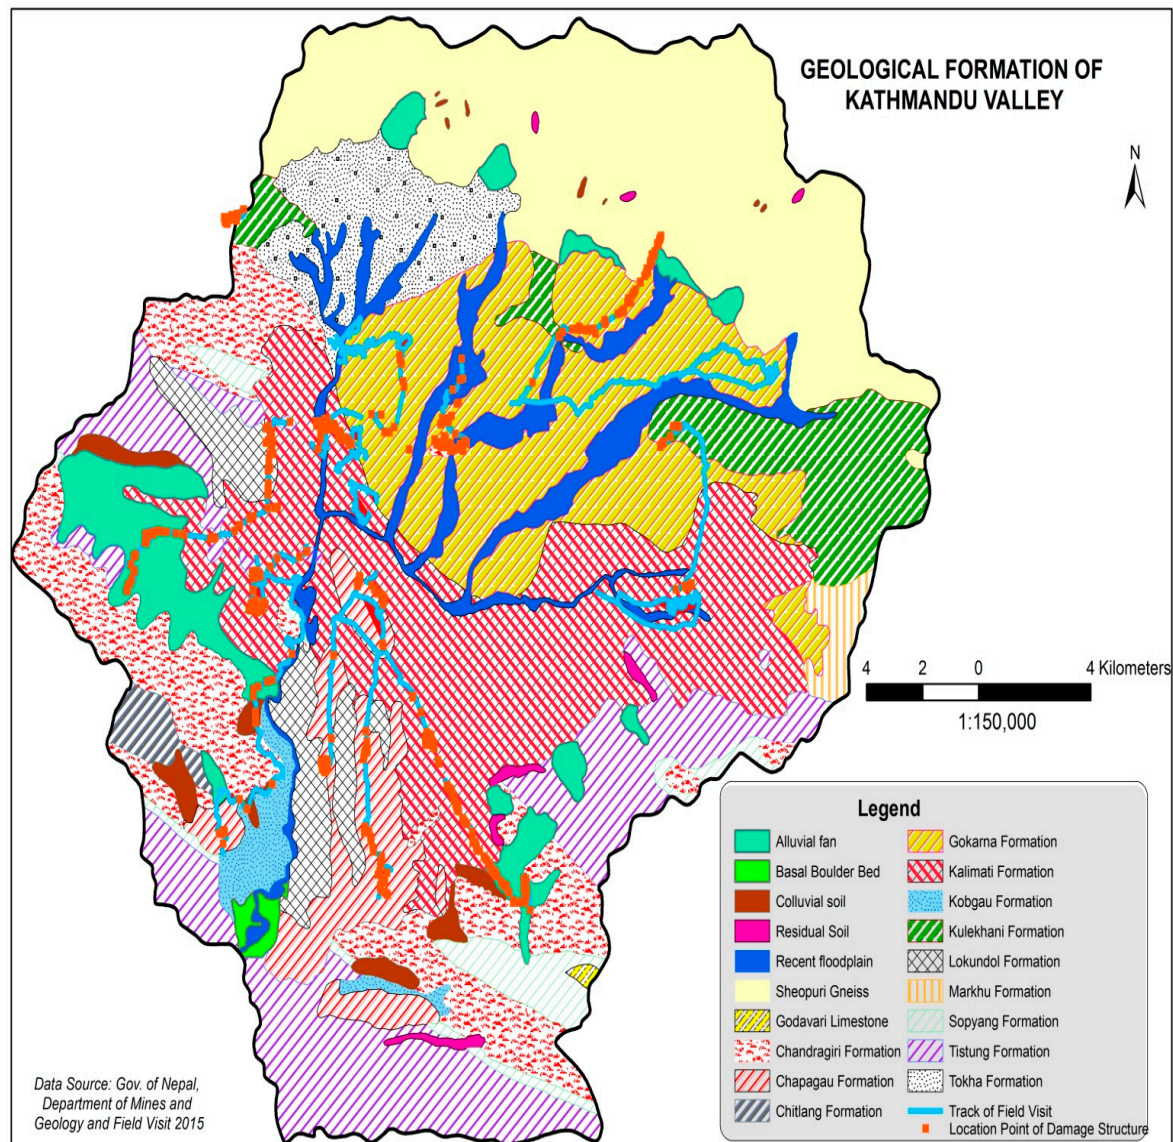 GEOLOGICAL FORMATION OF
KATHMANDU VALLEY
N
4 2 0 4 Kilometers
1:150,000
Legend
Alluvial fan
Basal Boulder Bed
Colluvial soil
Residual Soil
Recent floodplain
Sheopuri Gneiss
Godavari Limestone
Chandragiri Formation
Chapagau Formation
Chitlang Formation
Gokarna Formation
Kalimati Formation
Kobgau Formation
Kulekhani Formation
Lokundol Formation
Markhu Formation
Sopyang Formation
Tistung Formation
Tokha Formation
Track of Field Visit
Location Point of Damage Structure
Data Source: Gov. of Nepal,
Department of Mines and
Geology and Field Visit 2015